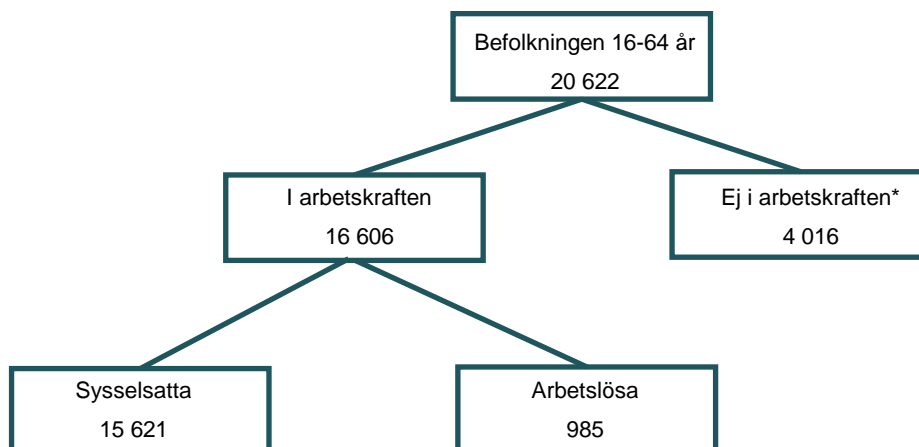 Befolkningen 16-64 år
20 622
I arbetskraften
16 606
Ej i arbetskraften*
4 016
Sysselsatta
15 621
Arbetslösa
985